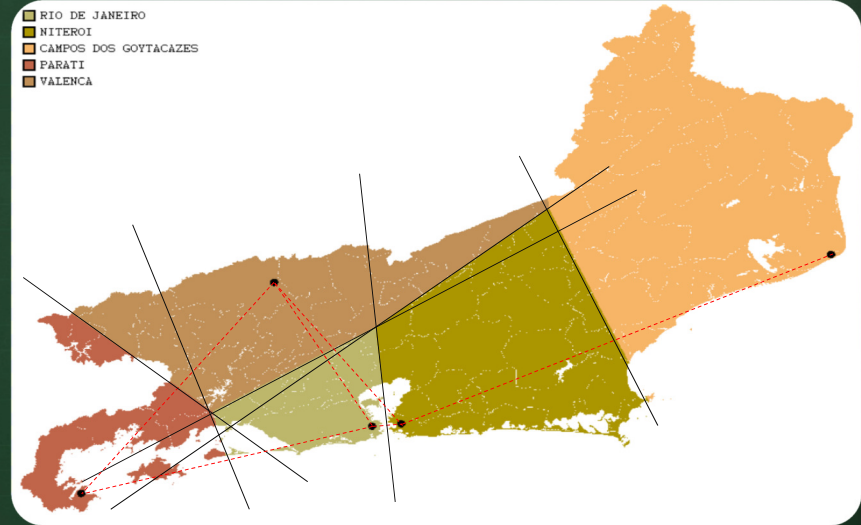 RIO DE JANEIRO
NITEROI
CAMPOS DOS GOYTACAZES
PARATI
VALENCA